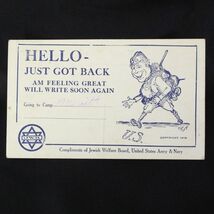 HELLO-
JUST GOT BACK
AM FEELING GREAT
WILL WRITE SOON AGAIN
Going to Camp
U.S
COPYRIGHT 1918
Compliments of Jewish Welfare Board, United States Army & Navy